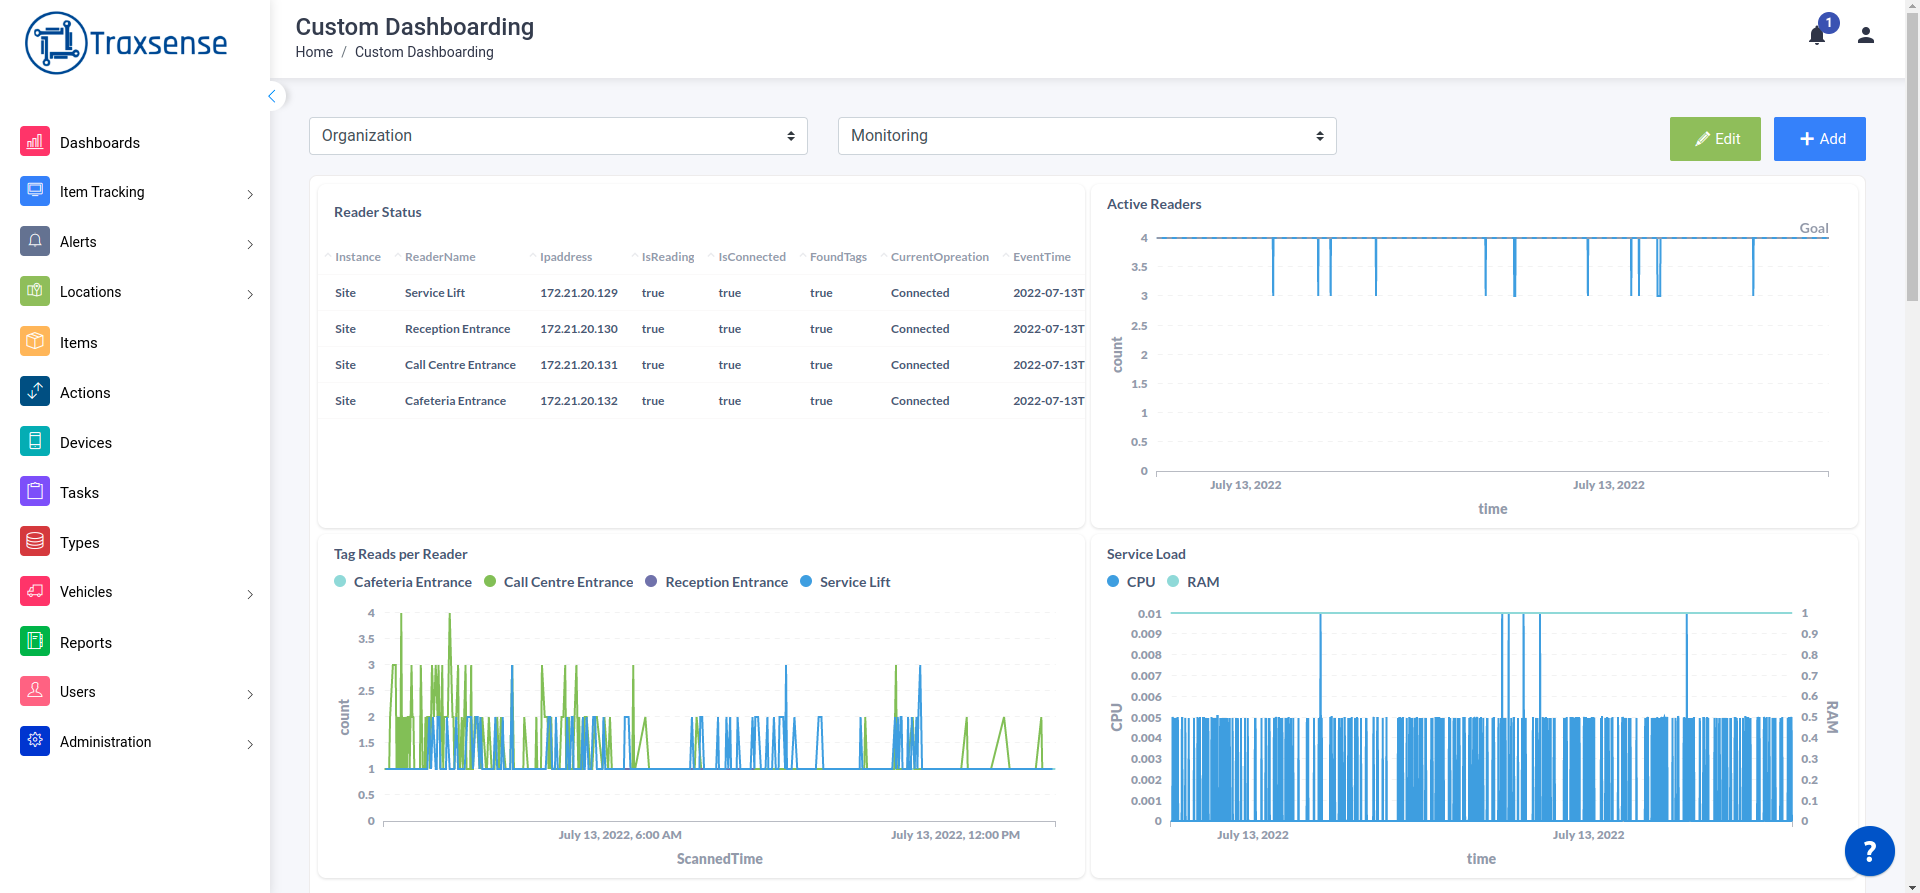 Traxsense
Custom Dashboarding
Home / Custom Dashboarding
1
Dashboards
Item Tracking
Alerts
Locations
Items
Actions
Devices
Tasks
Types
Vehicles
Reports
Users
Administration
Organization
Monitoring
Edit
Add
Reader Status
Instance ReaderName Ipaddress IsReading IsConnected FoundTags CurrentOpreation EventTime
Site Service Lift 172.21.20.129 true true true Connected 2022-07-13T
Site Reception Entrance 172.21.20.130 true true true Connected 2022-07-13T
Site Call Centre Entrance 172.21.20.131 true true true Connected 2022-07-13T
Site Cafeteria Entrance 172.21.20.132 true true true Connected 2022-07-13T
Active Readers
Goal
4
3.5
3
2.5
2
1.5
1
0.5
0
count
July 13, 2022 July 13, 2022
time
Tag Reads per Reader
Cafeteria Entrance Call Centre Entrance Reception Entrance Service Lift
4
3.5
3
2.5
2
1.5
1
0.5
0
count
July 13, 2022, 6:00 AM July 13, 2022, 12:00 PM
ScannedTime
Service Load
CPU RAM
0.01
0.009
0.008
0.007
0.006
0.005
0.004
0.003
0.002
0.001
0
CPU
1
0.9
0.8
0.7
0.6
0.5
0.4
0.3
0.2
0.1
0
RAM
July 13, 2022 July 13, 2022
time
?